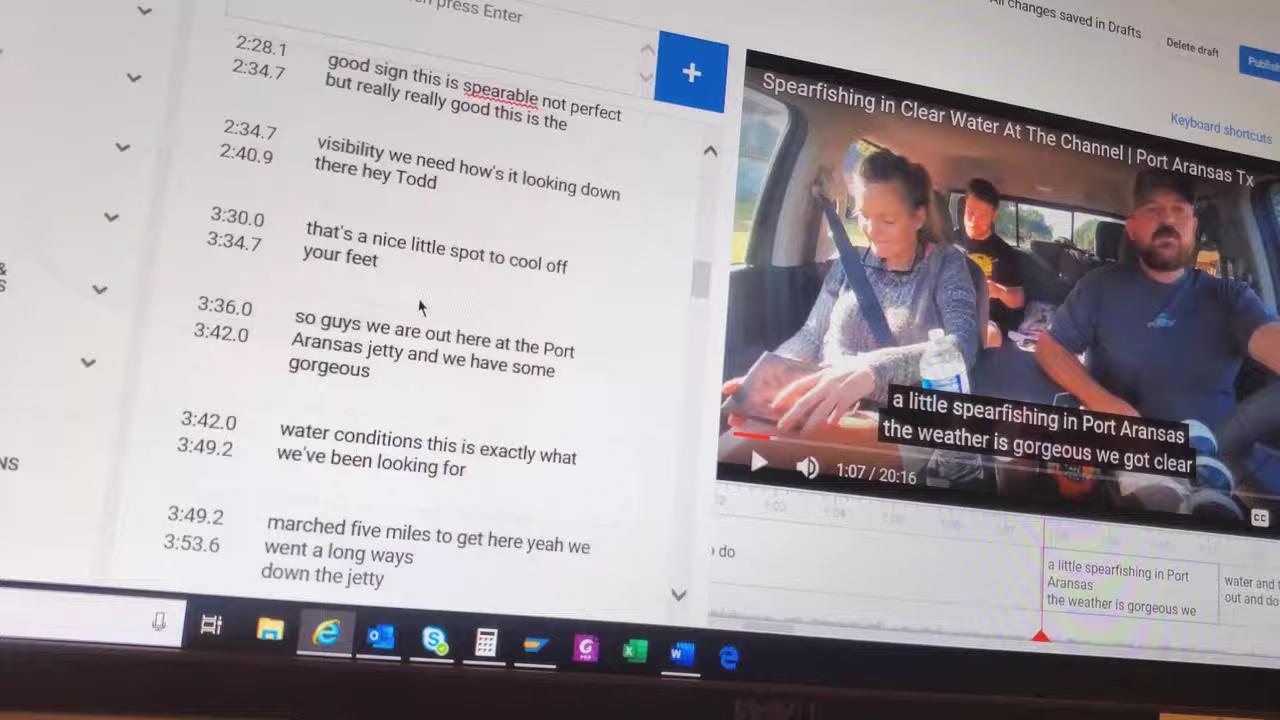 press Enter
All changes saved in Drafts
Delete draft
Publish
Keyboard shortcuts
2:28.1
2:34.7
good sign this is spearable not perfect
but really really good this is the
2:34.7
2:40.9
visibility we need how's it looking down
there hey Todd
3:30.0
3:34.7
that's a nice little spot to cool off
your feet
3:36.0
3:42.0
so guys we are out here at the Port
Aransas jetty and we have some
gorgeous
3:42.0
3:49.2
water conditions this is exactly what
we've been looking for
3:49.2
3:53.6
marched five miles to get here yeah we
went a long ways
down the jetty
&
S
NS
Spearfishing in Clear Water At The Channel | Port Aransas Tx
a little spearfishing in Port Aransas
the weather is gorgeous we got clear
1:07 / 20:16
CC
do
a little spearfishing in Port
Aransas
the weather is gorgeous we
water and
out and do